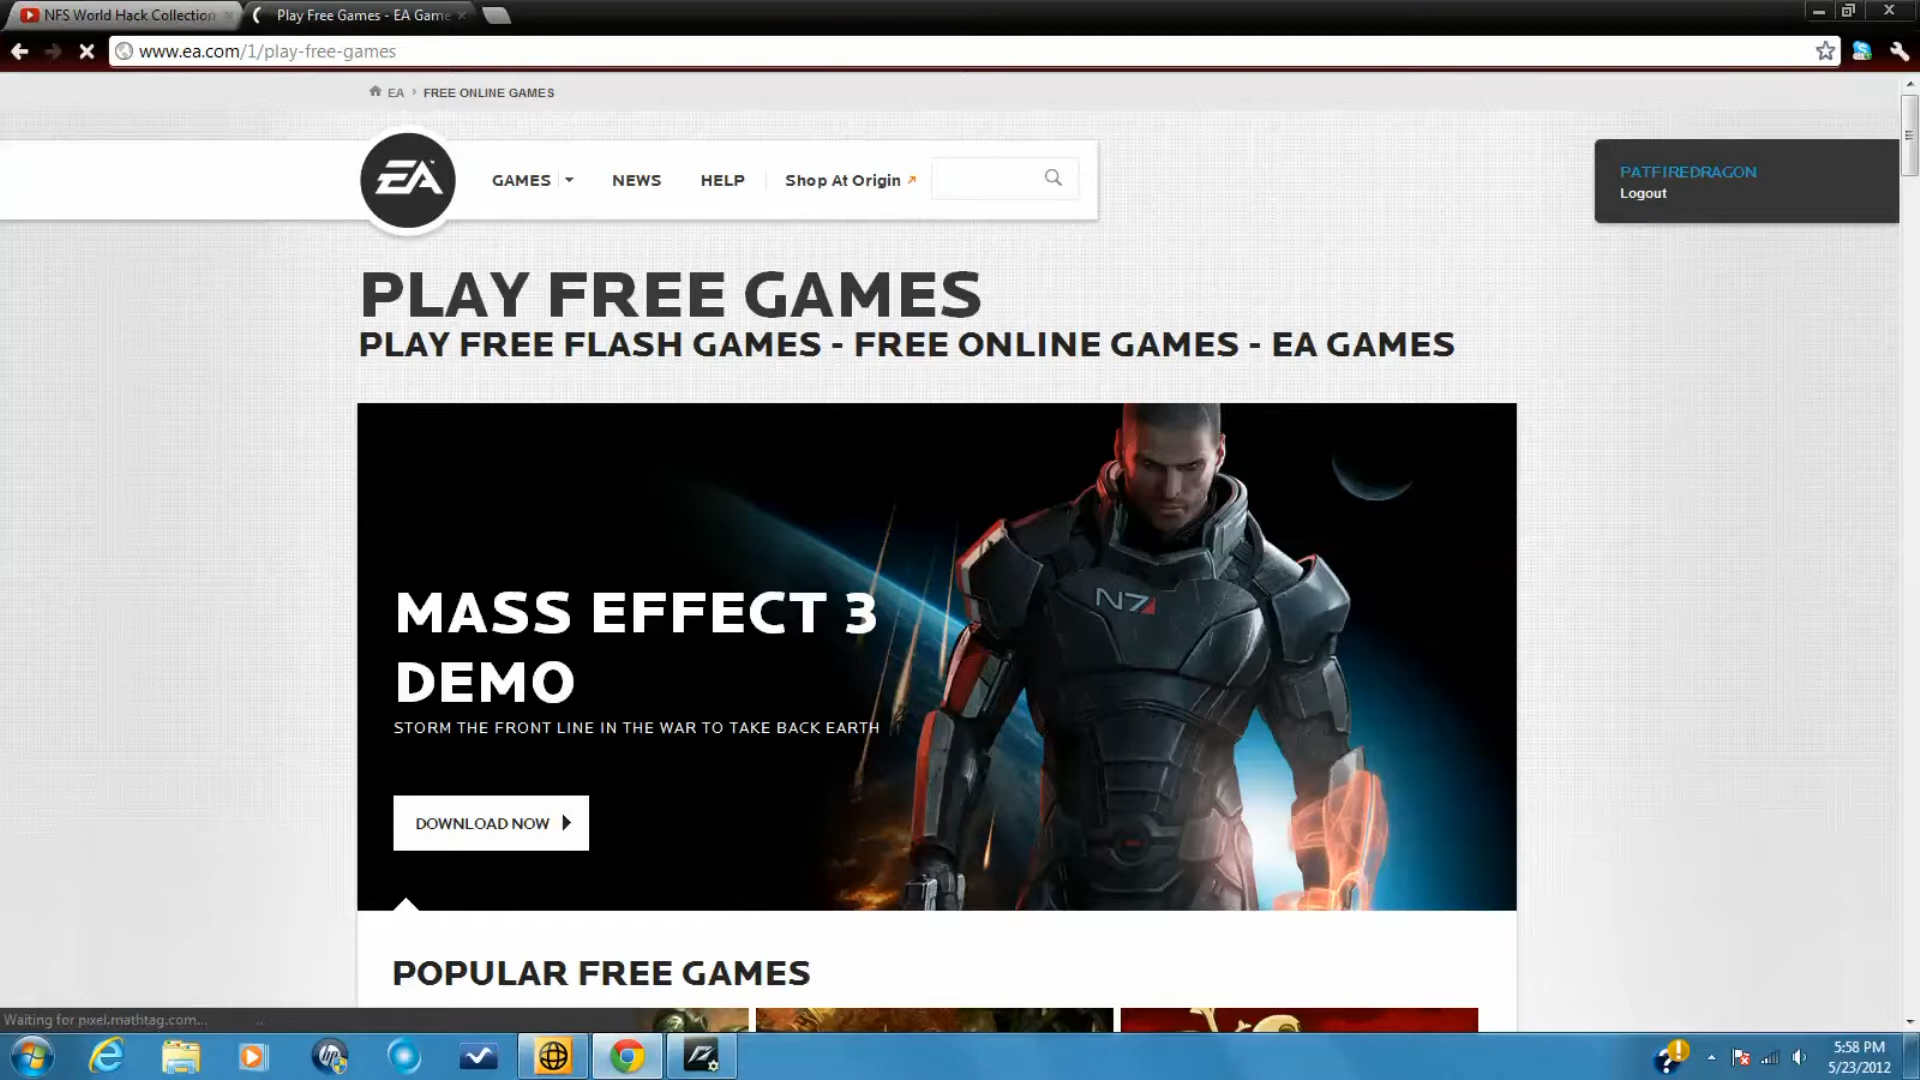 NFS World Hack Collection
Play Free Games - EA Game
www.ea.com/1/play-free-games
EA › FREE ONLINE GAMES
EA
GAMES
NEWS
HELP
Shop At Origin
PATFIREDRAGON
Logout
PLAY FREE GAMES
PLAY FREE FLASH GAMES - FREE ONLINE GAMES - EA GAMES
N7
MASS EFFECT 3
DEMO
STORM THE FRONT LINE IN THE WAR TO TAKE BACK EARTH
DOWNLOAD NOW
POPULAR FREE GAMES
Waiting for pixel.mathtag.com...
hp
5:58 PM
5/23/2012